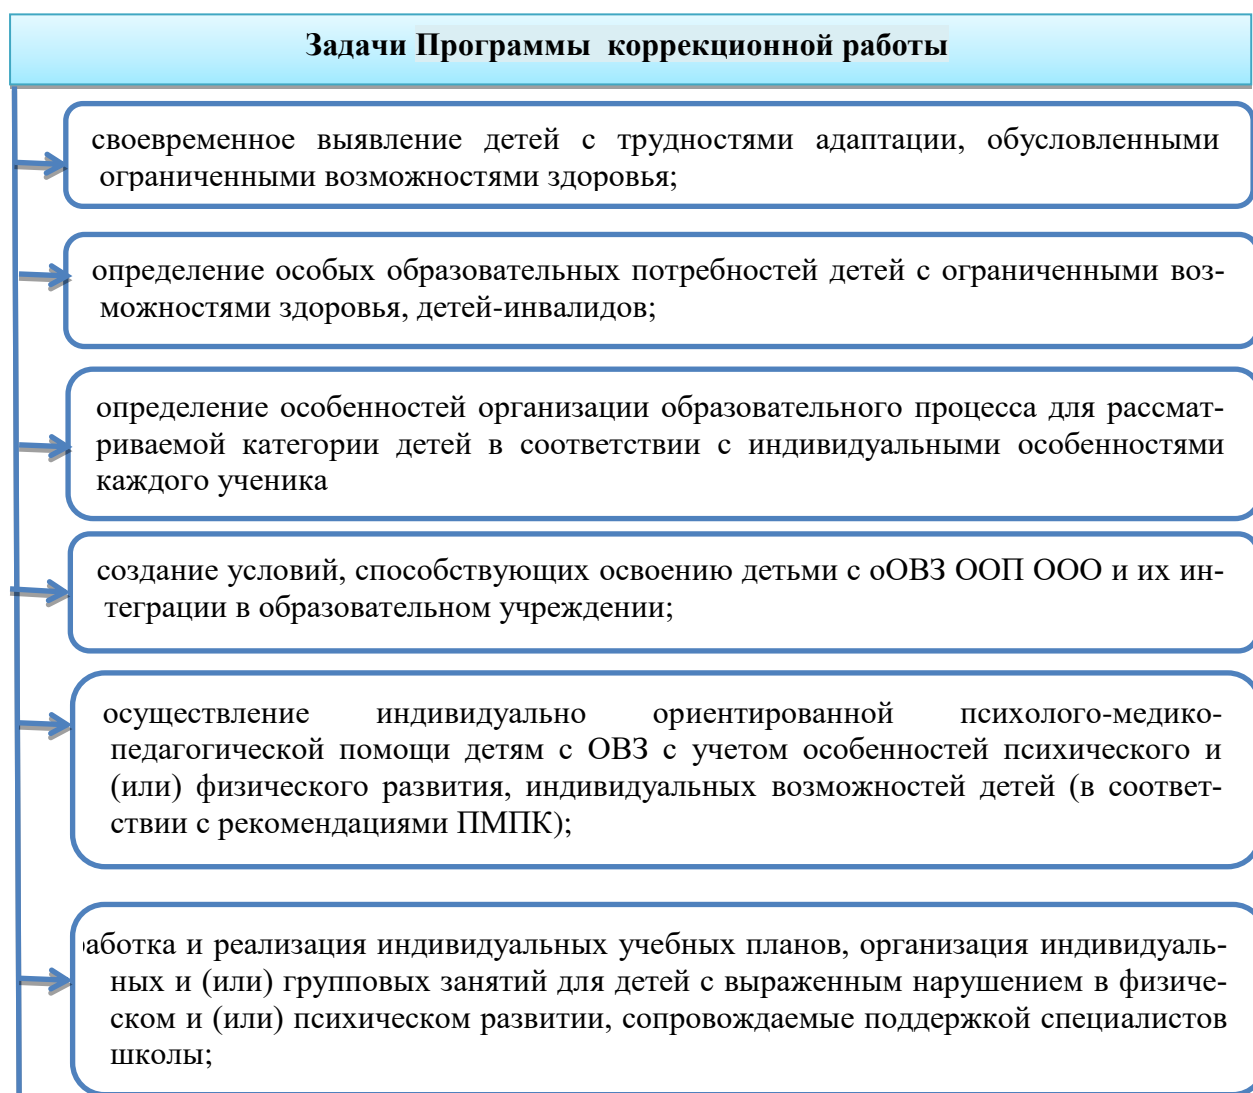 Задачи Программы коррекционной работы
своевременное выявление детей с трудностями адаптации, обусловленными
ограниченными возможностями здоровья;
определение особых образовательных потребностей детей с ограниченными воз-
можностями здоровья, детей-инвалидов;
определение особенностей организации образовательного процесса для рассмат-
риваемой категории детей в соответствии с индивидуальными особенностями
каждого ученика
создание условий, способствующих освоению детьми с оОВЗ ООП ООО и их ин-
теграции в образовательном учреждении;
осуществление индивидуально ориентированной психолого-медико-
педагогической помощи детям с ОВЗ с учетом особенностей психического и
(или) физического развития, индивидуальных возможностей детей (в соответ-
ствии с рекомендациями ПМПК);
аботка и реализация индивидуальных учебных планов, организация индивидуаль-
ных и (или) групповых занятий для детей с выраженным нарушением в физиче-
ском и (или) психическом развитии, сопровождаемые поддержкой специалистов
школы;